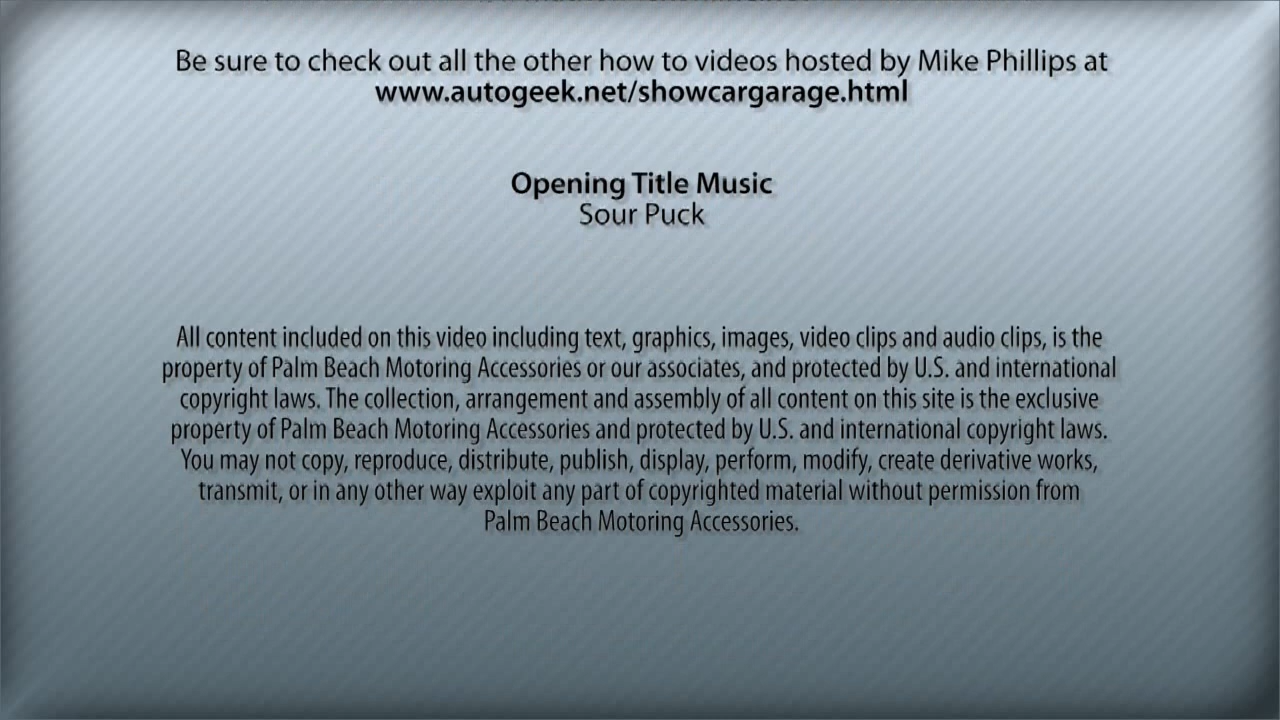 Be sure to check out all the other how to videos hosted by Mike Phillips at
www.autogeek.net/showcargarage.html
Opening Title Music
Sour Puck
All content included on this video including text, graphics, images, video clips and audio clips, is the
property of Palm Beach Motoring Accessories or our associates, and protected by U.S. and international
copyright laws. The collection, arrangement and assembly of all content on this site is the exclusive
property of Palm Beach Motoring Accessories and protected by U.S. and international copyright laws.
You may not copy, reproduce, distribute, publish, display, perform, modify, create derivative works,
transmit, or in any other way exploit any part of copyrighted material without permission from
Palm Beach Motoring Accessories.